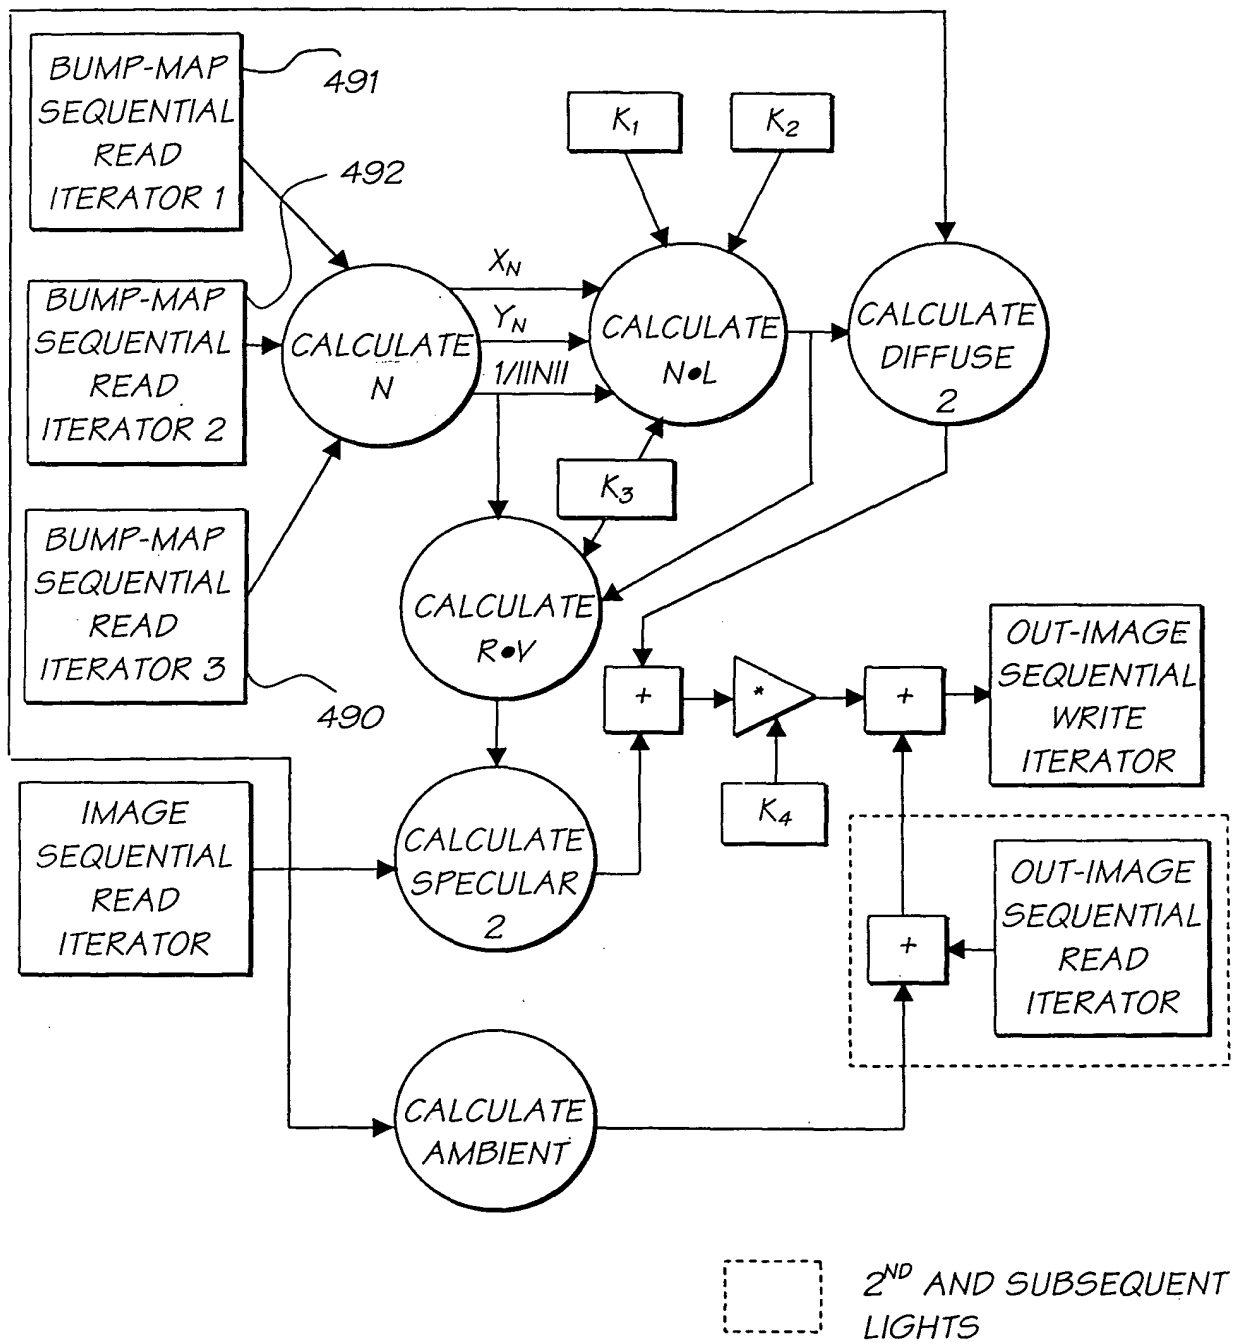 BUMP-MAP
SEQUENTIAL
READ
ITERATOR 1
491
K1
K2
492
BUMP-MAP
SEQUENTIAL
READ
ITERATOR 2
CALCULATE
N
XN
YN
1/||N||
CALCULATE
N•L
CALCULATE
DIFFUSE
2
K3
BUMP-MAP
SEQUENTIAL
READ
ITERATOR 3
490
CALCULATE
R•V
+
*
+
OUT-IMAGE
SEQUENTIAL
WRITE
ITERATOR
K4
IMAGE
SEQUENTIAL
READ
ITERATOR
CALCULATE
SPECULAR
2
+
OUT-IMAGE
SEQUENTIAL
READ
ITERATOR
CALCULATE
AMBIENT
2ND AND SUBSEQUENT
LIGHTS